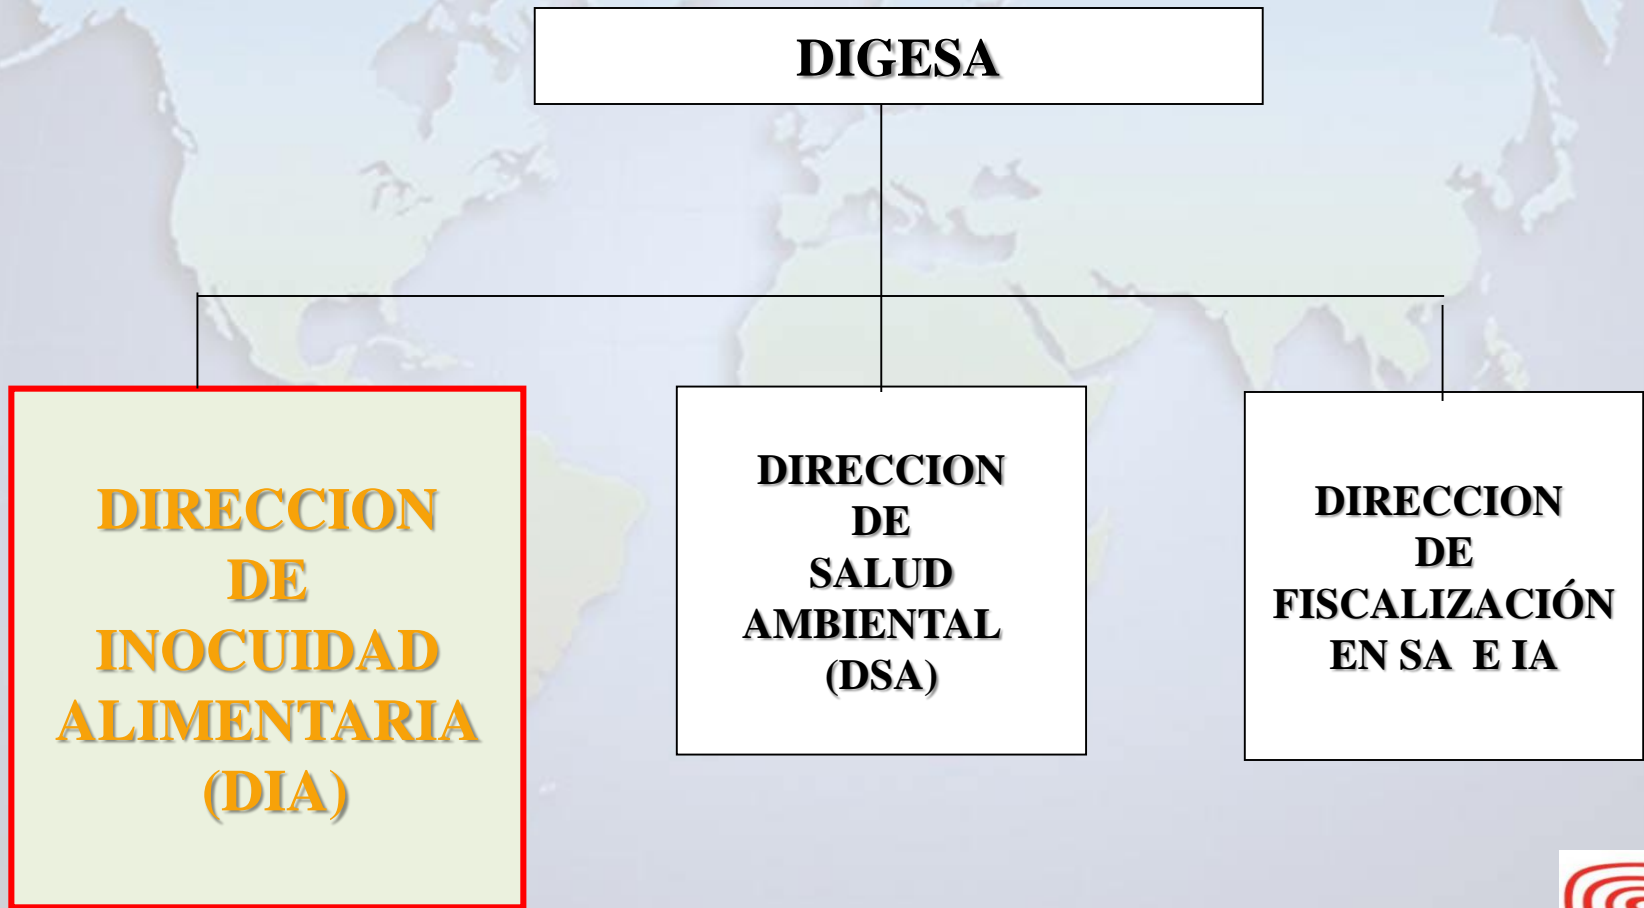 DIGESA
DIRECCION
DE
INOCUIDAD
ALIMENTARIA
(DIA)
DIRECCION
DE
SALUD
AMBIENTAL
(DSA)
DIRECCION
DE
FISCALIZACIÓN
EN SA E IA